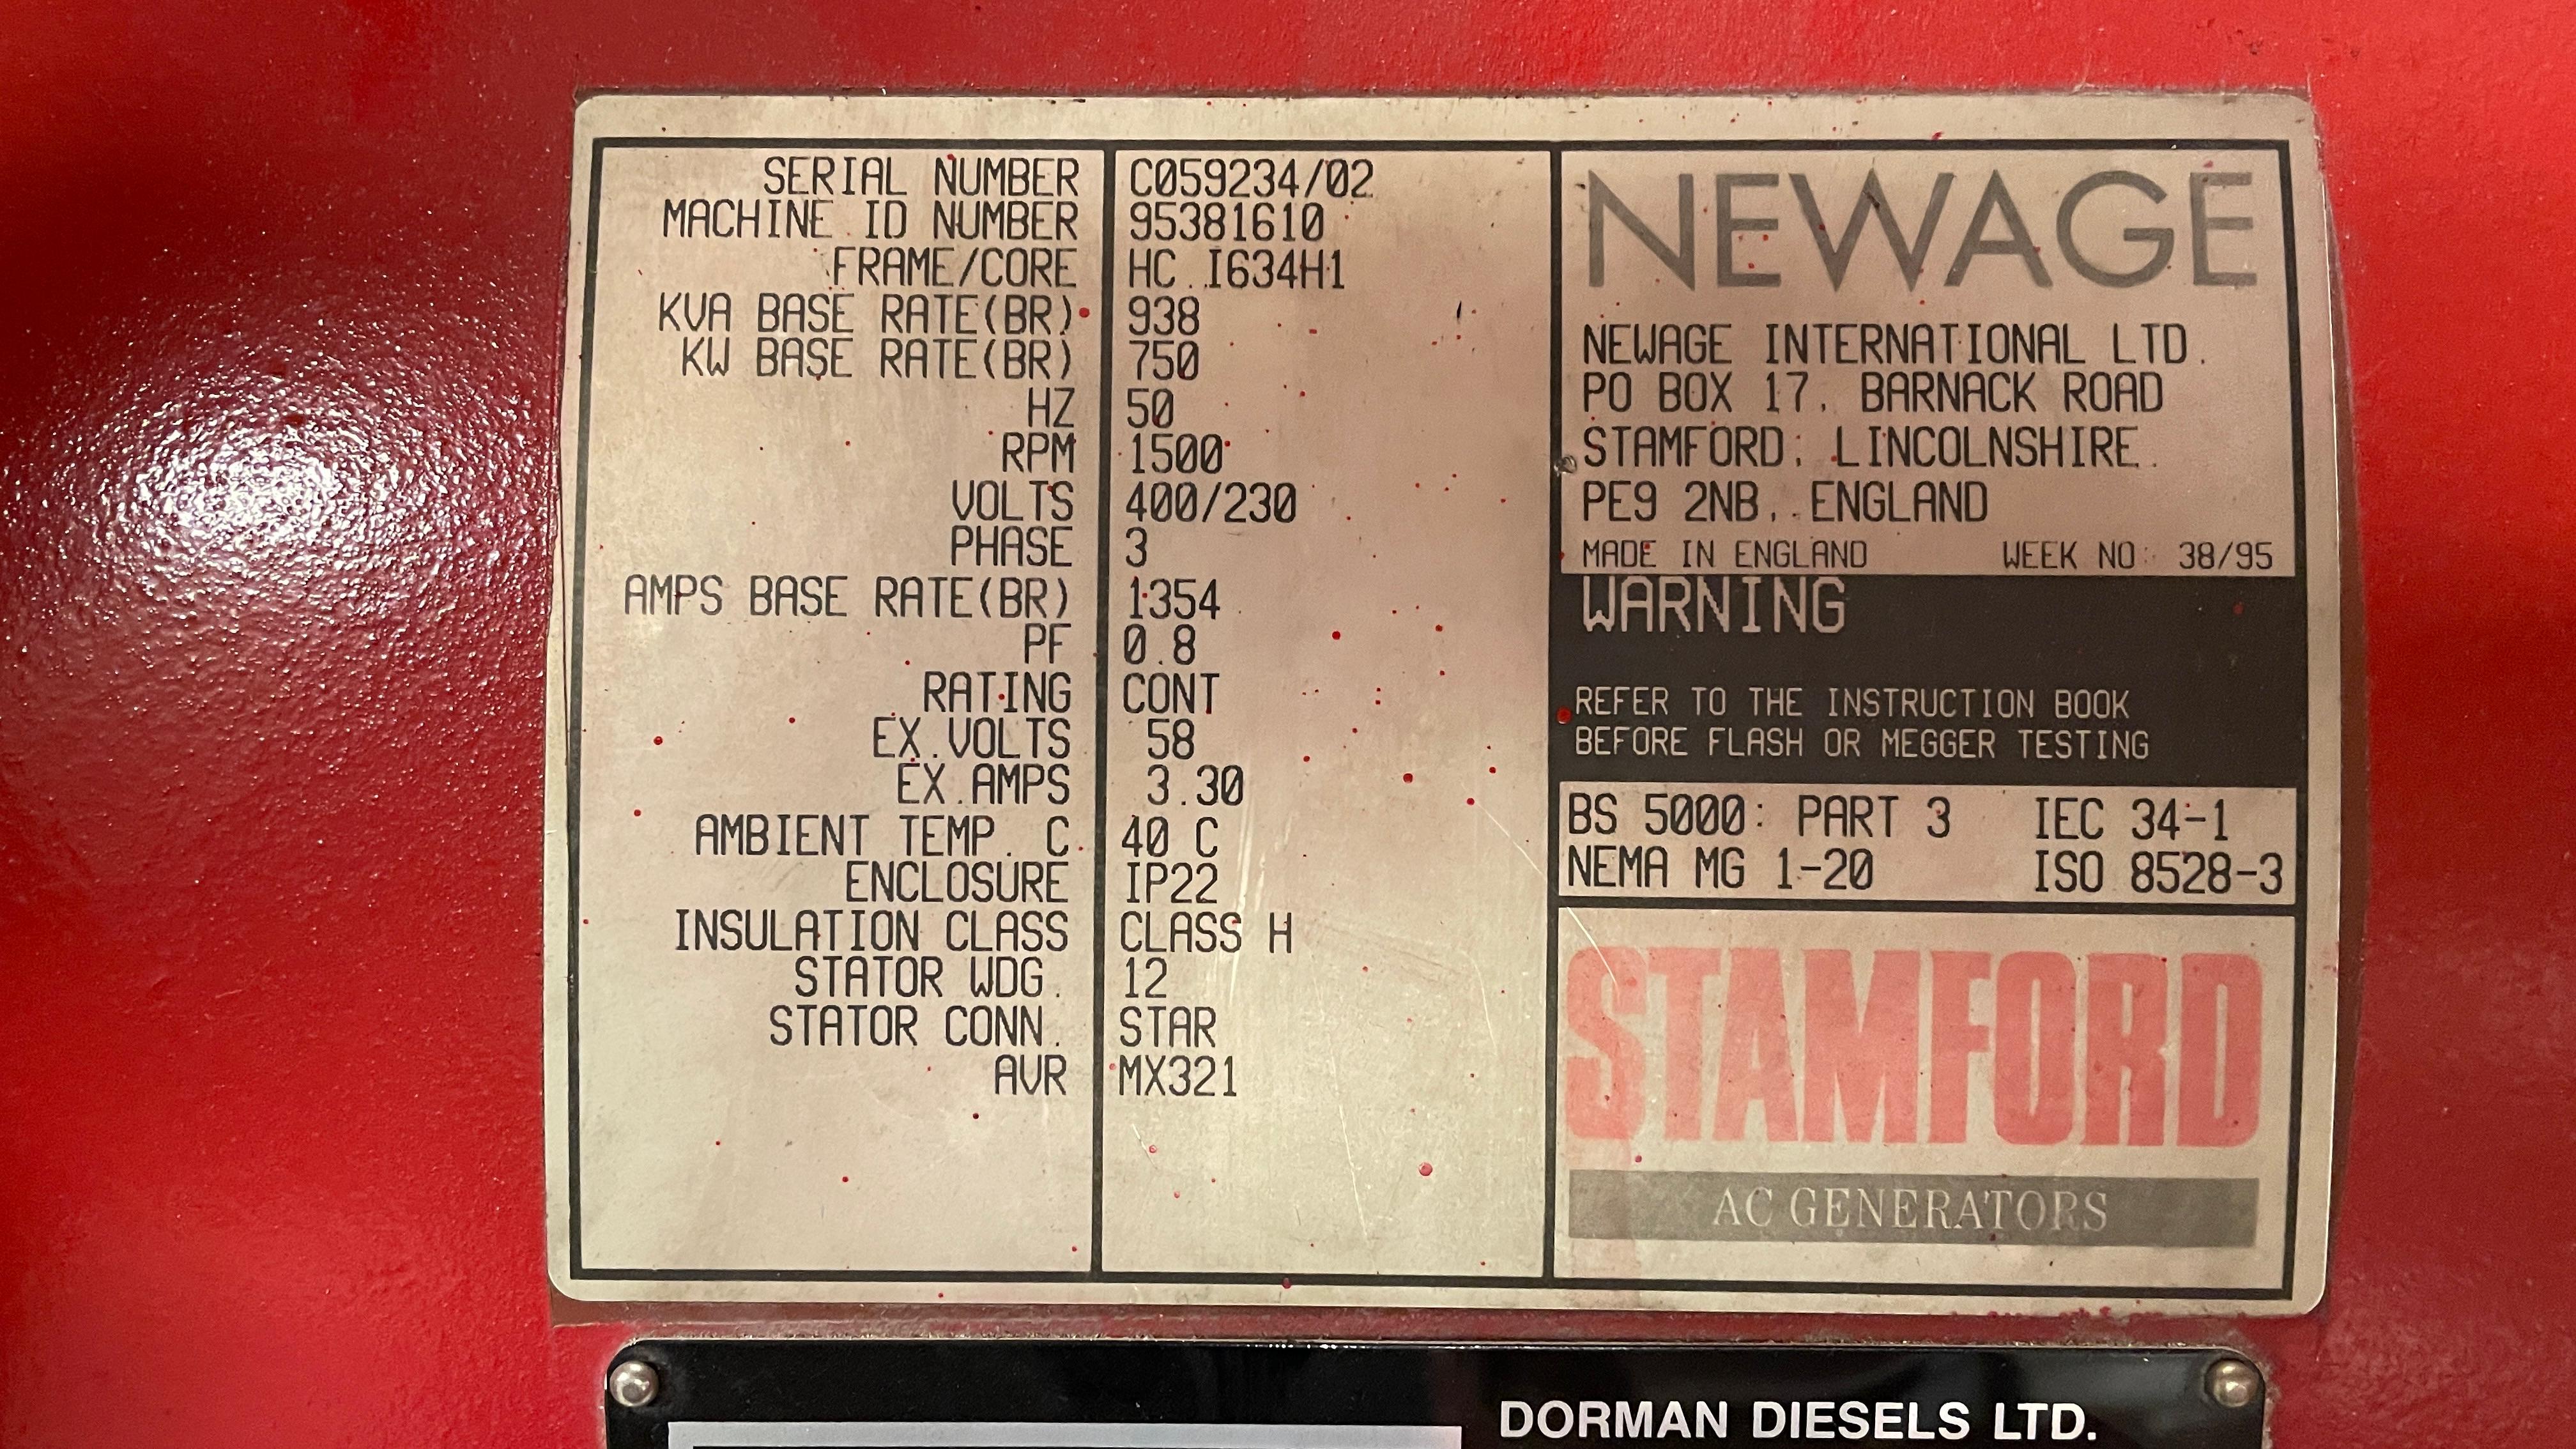 SERIAL NUMBER C059234/02
MACHINE ID NUMBER 95381610
FRAME/CORE HC I634H1
KVA BASE RATE(BR) 938
KW BASE RATE(BR) 750
HZ 50
RPM 1500
VOLTS 400/230
PHASE 3
AMPS BASE RATE(BR) 1354
PF 0.8
RATING CONT
EX.VOLTS 58
EX.AMPS 3.30
AMBIENT TEMP. C. 40 C
ENCLOSURE IP22
INSULATION CLASS CLASS H
STATOR WDG. 12
STATOR CONN. STAR
AVR MX321
NEWAGE
NEWAGE INTERNATIONAL LTD.
PO BOX 17, BARNACK ROAD
STAMFORD, LINCOLNSHIRE.
PE9 2NB, ENGLAND
MADE IN ENGLAND WEEK NO: 38/95
WARNING
REFER TO THE INSTRUCTION BOOK
BEFORE FLASH OR MEGGER TESTING
BS 5000: PART 3 IEC 34-1
NEMA MG 1-20 ISO 8528-3
STAMFORD
AC GENERATORS
DORMAN DIESELS LTD.